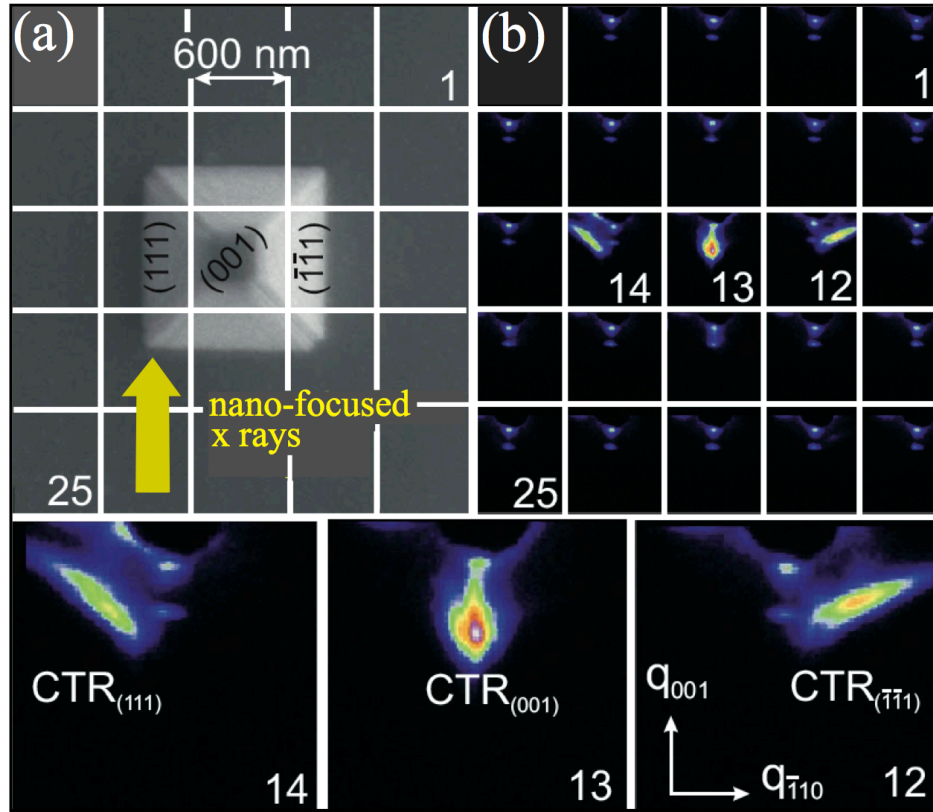 (a)
600 nm
1
(111)
(001)
(1̅1̅1)
nano-focused
x rays
25
(b)
1
14
13
12
25
CTR(111)
14
CTR(001)
13
q001
CTR(1̅1̅1)
q1̅10
12